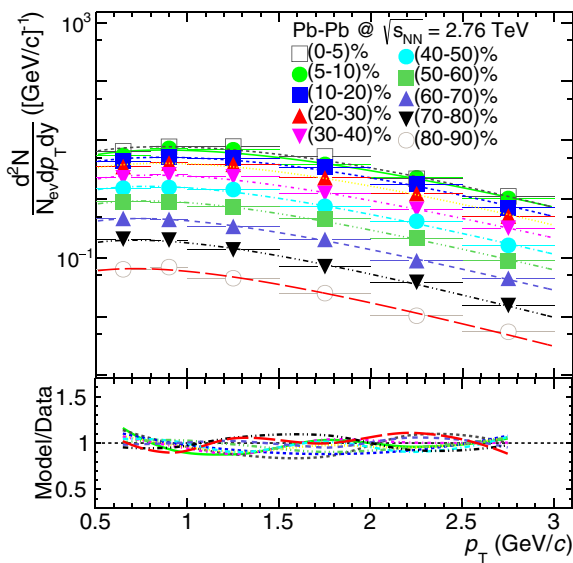 10³
Pb-Pb @ √s_NN = 2.76 TeV
(0-5)%
(5-10)%
(10-20)%
(20-30)%
(30-40)%
(40-50)%
(50-60)%
(60-70)%
(70-80)%
(80-90)%
d²N
N_ev dp_T dy
([GeV/c]⁻¹)
10⁻¹
Model/Data
1.5
1
0.5
0.5 1 1.5 2 2.5 3
p_T (GeV/c)